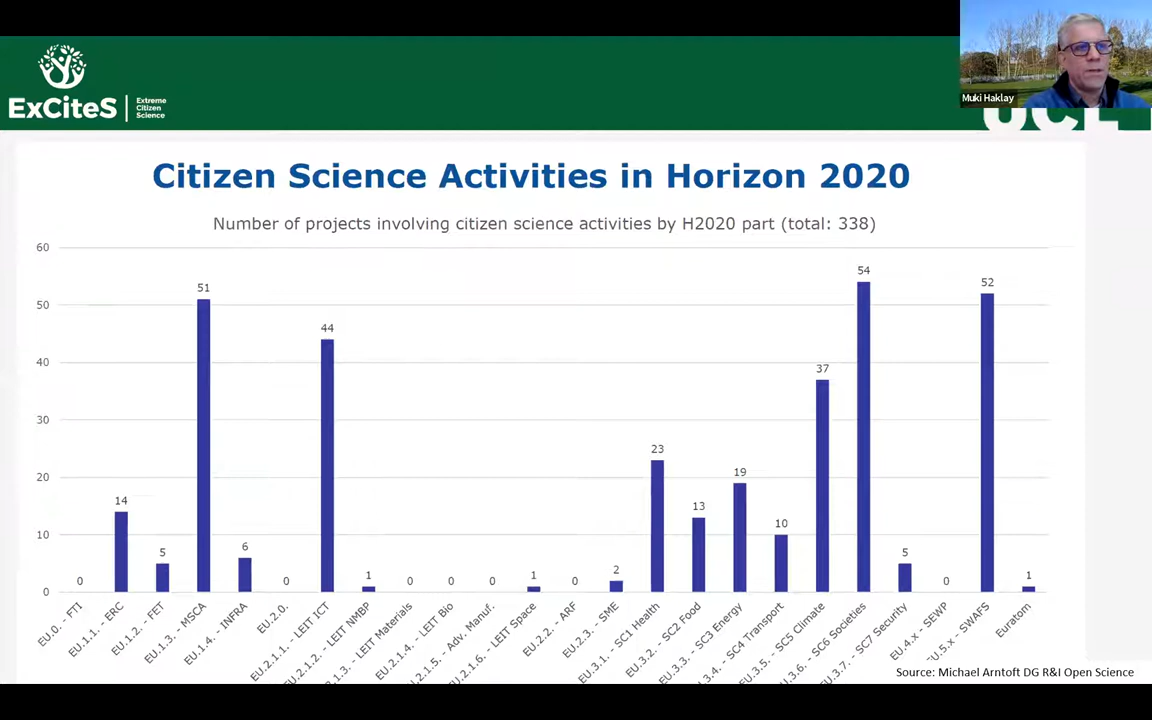 ExCiteS
Extreme
Citizen
Science
Muki Haklay
UCL
Citizen Science Activities in Horizon 2020
Number of projects involving citizen science activities by H2020 part (total: 338)
60
50
40
30
20
10
0
0
14
5
51
6
0
44
1
0
0
0
1
0
2
23
13
19
10
37
54
5
0
52
1
EU.0. - FTI
EU.1.1. - ERC
EU.1.2. - FET
EU.1.3. - MSCA
EU.1.4. - INFRA
EU.2.0.
EU.2.1.1. - LEIT ICT
EU.2.1.2. - LEIT NMBP
.2.1.3. - LEIT Materials
EU.2.1.4. - LEIT Bio
.2.1.5. - Adv. Manuf.
EU.2.1.6. - LEIT Space
EU.2.2. - ARF
EU.2.3. - SME
EU.3.1. - SC1 Health
EU.3.2. - SC2 Food
EU.3.3. - SC3 Energy
.3.4. - SC4 Transport
EU.3.5. - SC5 Climate
.3.6. - SC6 Societies
EU.3.7. - SC7 Security
EU.4.x - SEWP
EU.5.x - SWAFS
Euratom
Source: Michael Arntoft DG R&I Open Science